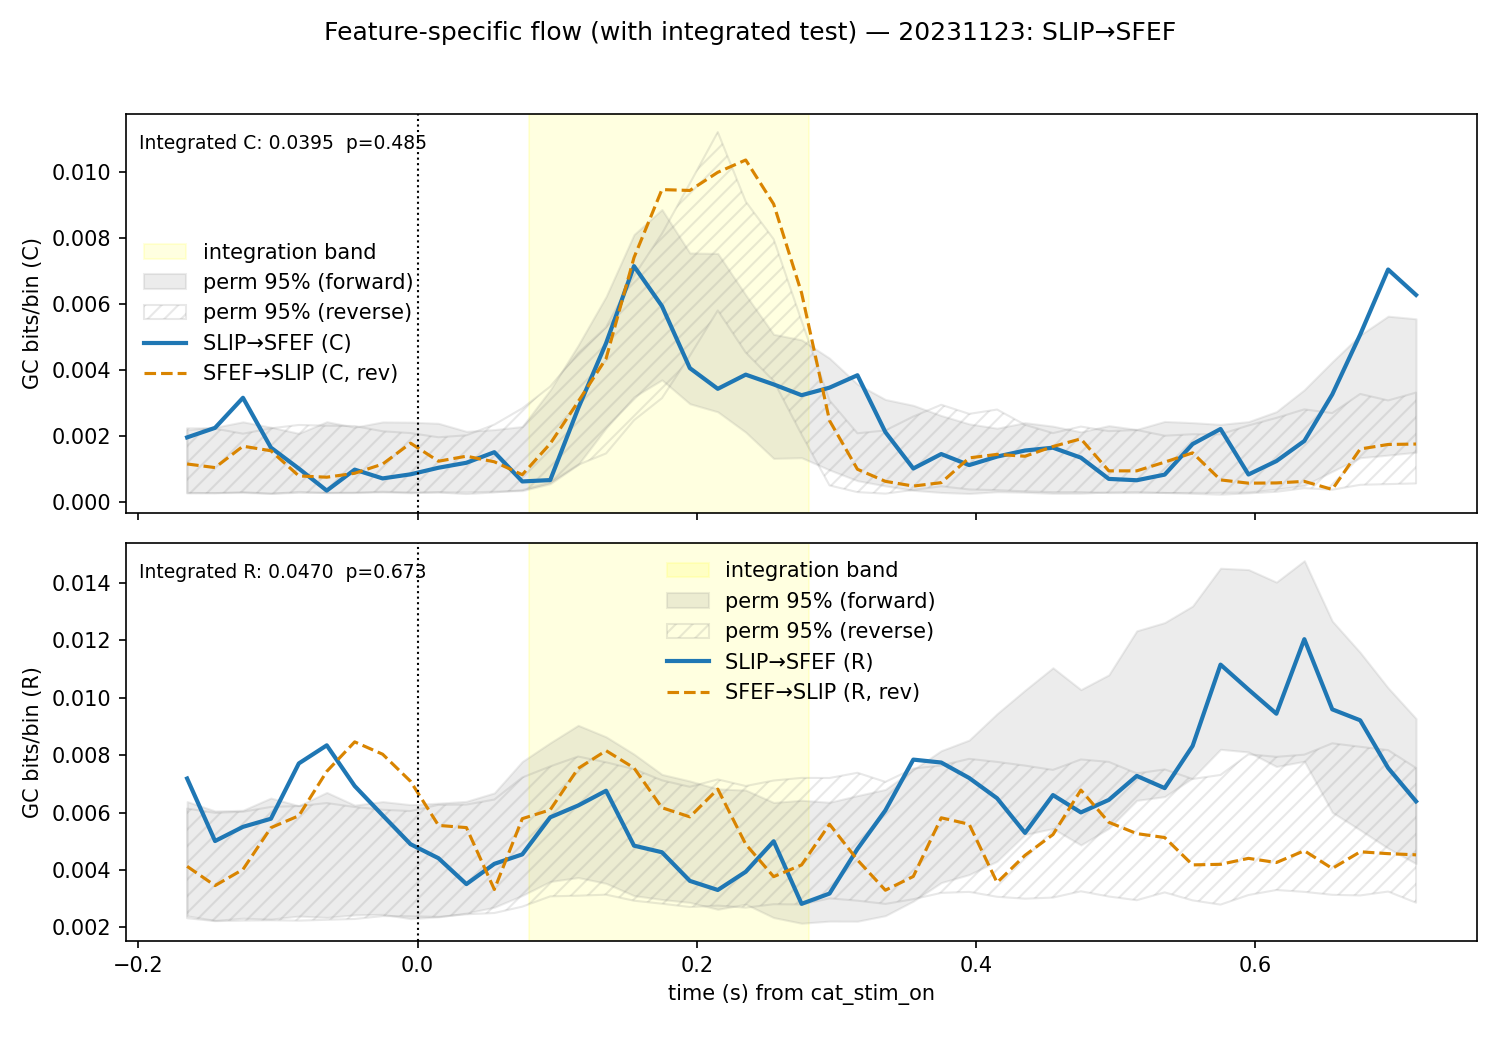 Feature-specific flow (with integrated test) — 20231123: SLIP→SFEF
Integrated C: 0.0395  p=0.485
0.010
0.008
0.006
0.004
0.002
0.000
GC bits/bin (C)
integration band
perm 95% (forward)
perm 95% (reverse)
SLIP→SFEF (C)
SFEF→SLIP (C, rev)
Integrated R: 0.0470  p=0.673
0.014
0.012
0.010
0.008
0.006
0.004
0.002
GC bits/bin (R)
integration band
perm 95% (forward)
perm 95% (reverse)
SLIP→SFEF (R)
SFEF→SLIP (R, rev)
−0.2
0.0
0.2
0.4
0.6
time (s) from cat_stim_on